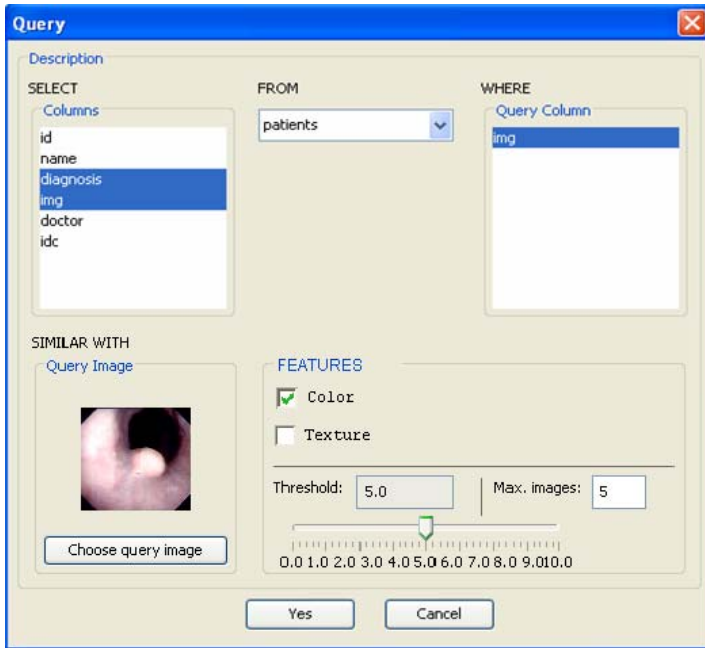 Query
Description
SELECT
FROM
WHERE
Columns
id
name
diagnosis
img
doctor
idc
patients
Query Column
img
SIMILAR WITH
Query Image
Choose query image
FEATURES
Color
Texture
Threshold: 5.0
Max. images: 5
0.0 1.0 2.0 3.0 4.0 5.0 6.0 7.0 8.0 9.010.0
Yes
Cancel